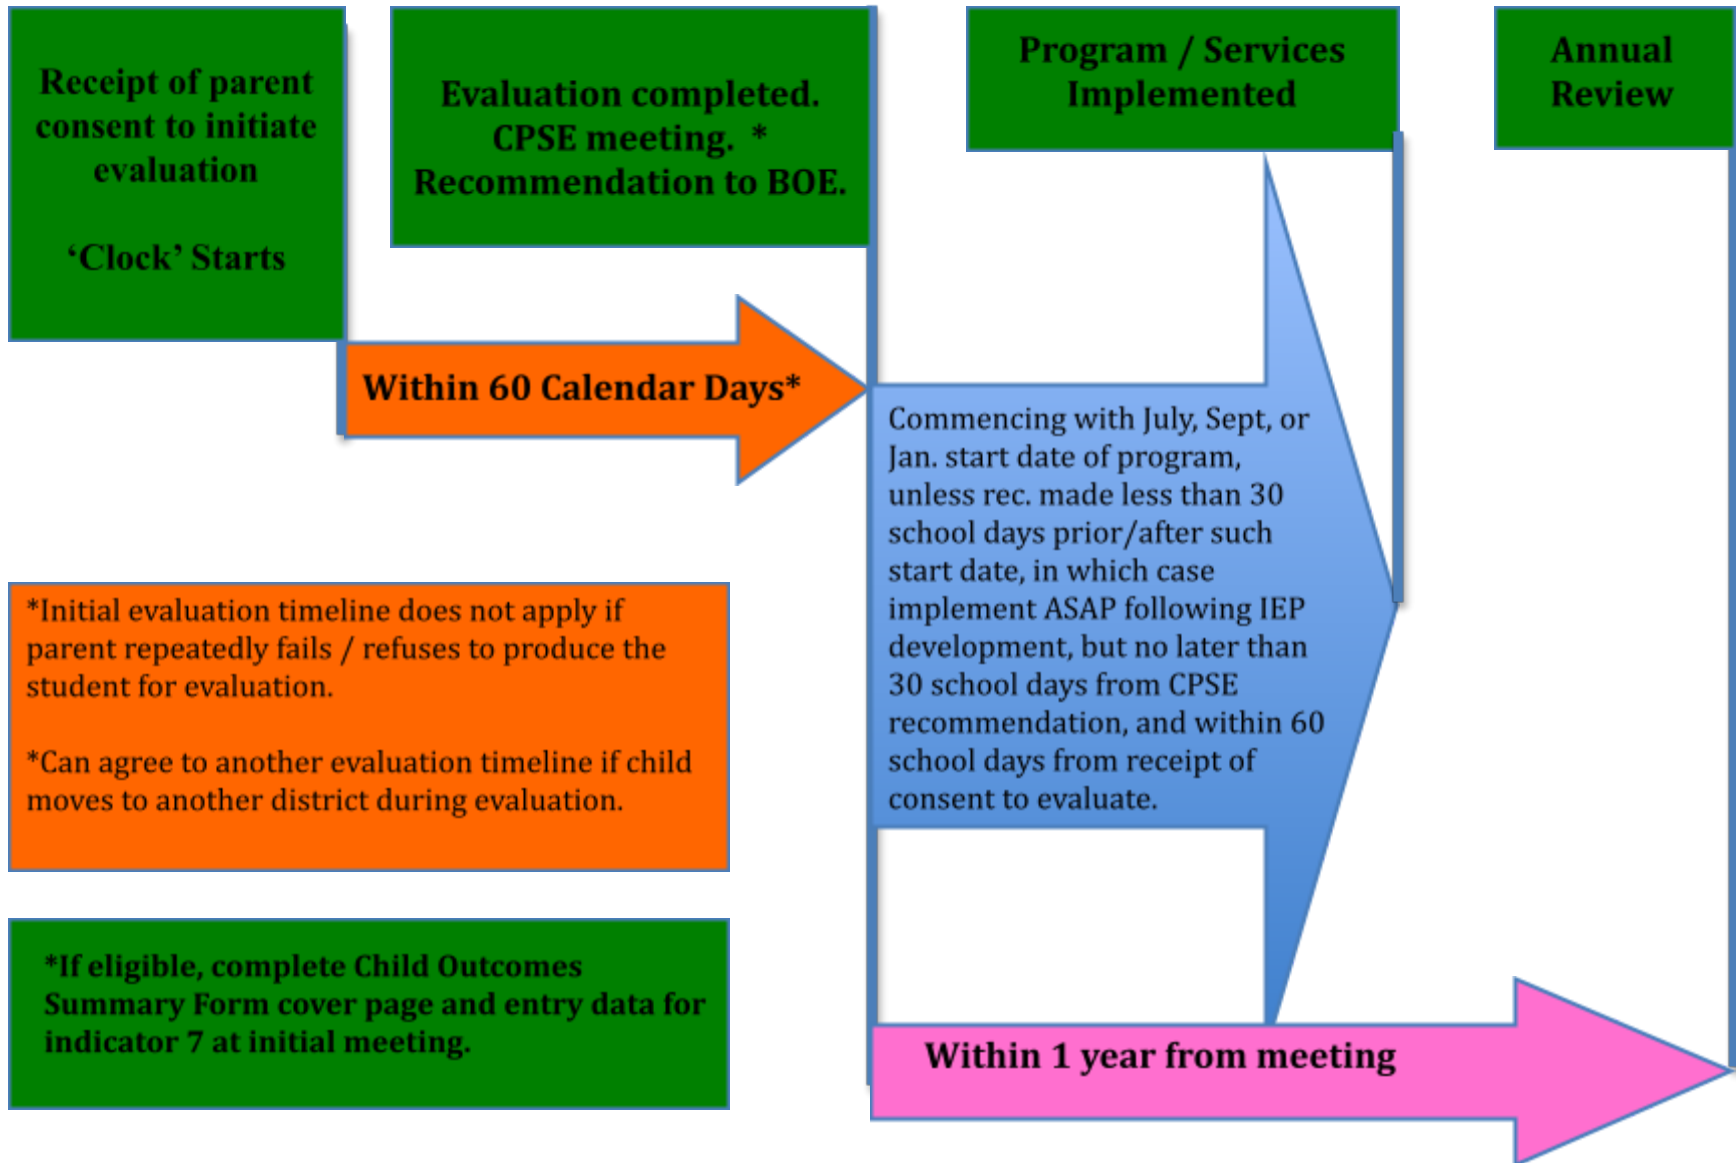 Receipt of parent
consent to initiate
evaluation
‘Clock’ Starts
Evaluation completed.
CPSE meeting. *
Recommendation to BOE.
Program / Services
Implemented
Annual
Review
Within 60 Calendar Days*
Commencing with July, Sept, or
Jan. start date of program,
unless rec. made less than 30
school days prior/after such
start date, in which case
implement ASAP following IEP
development, but no later than
30 school days from CPSE
recommendation, and within 60
school days from receipt of
consent to evaluate.
*Initial evaluation timeline does not apply if
parent repeatedly fails / refuses to produce the
student for evaluation.
*Can agree to another evaluation timeline if child
moves to another district during evaluation.
*If eligible, complete Child Outcomes
Summary Form cover page and entry data for
indicator 7 at initial meeting.
Within 1 year from meeting